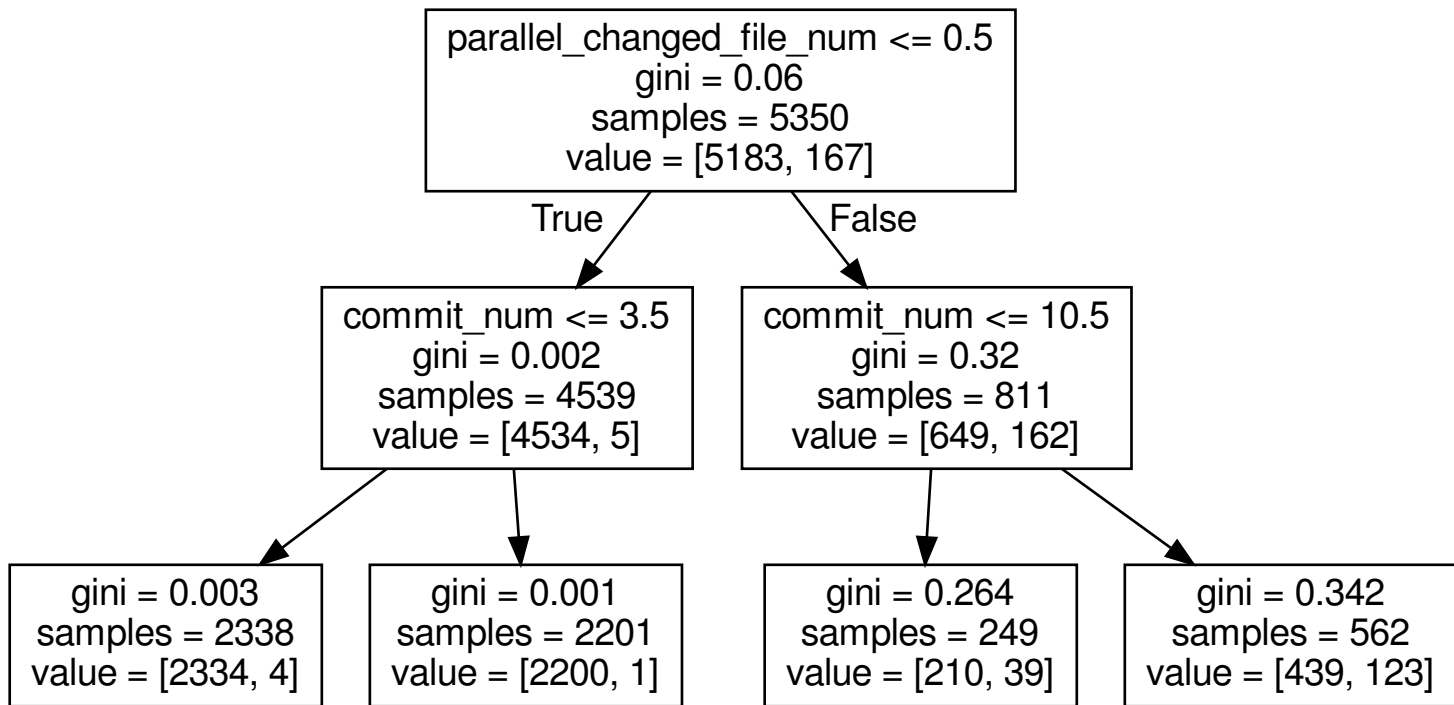 parallel_changed_file_num <= 0.5
gini = 0.06
samples = 5350
value = [5183, 167]
True
False
commit_num <= 3.5
gini = 0.002
samples = 4539
value = [4534, 5]
commit_num <= 10.5
gini = 0.32
samples = 811
value = [649, 162]
gini = 0.003
samples = 2338
value = [2334, 4]
gini = 0.001
samples = 2201
value = [2200, 1]
gini = 0.264
samples = 249
value = [210, 39]
gini = 0.342
samples = 562
value = [439, 123]